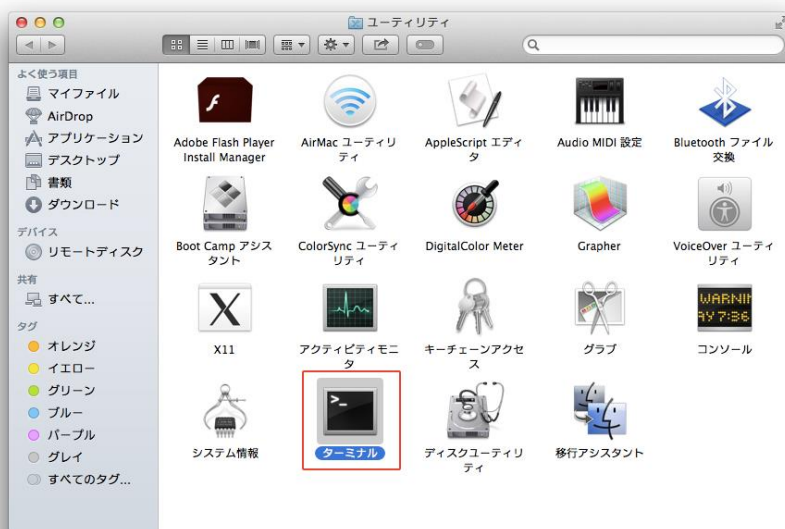 ユーティリティ
よく使う項目
マイファイル
AirDrop
アプリケーション
デスクトップ
書類
ダウンロード
デバイス
リモートディスク
共有
すべて...
タグ
オレンジ
イエロー
グリーン
ブルー
パープル
グレイ
すべてのタグ...
Adobe Flash Player
Install Manager
AirMac ユーティリ
ティ
AppleScript エディ
タ
Audio MIDI 設定
Bluetooth ファイル
交換
Boot Camp アシス
タント
ColorSync ユーティ
リティ
DigitalColor Meter
Grapher
VoiceOver ユーティ
リティ
X11
アクティビティモニ
タ
キーチェーンアクセ
ス
グラブ
WARNIN
AY 7:36
コンソール
システム情報
>_
ターミナル
ディスクユーティリ
ティ
移行アシスタント